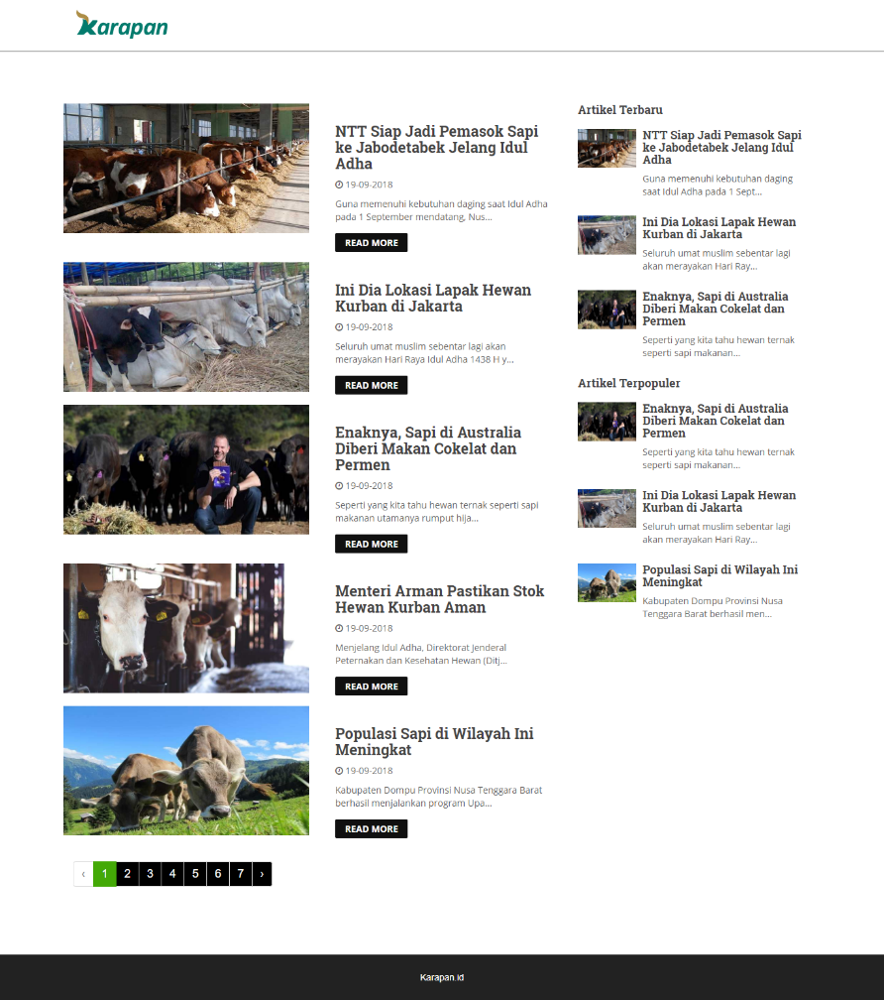 Karapan
NTT Siap Jadi Pemasok Sapi
ke Jabodetabek Jelang Idul
Adha
19-09-2018
Guna memenuhi kebutuhan daging saat Idul Adha
pada 1 September mendatang, Nus...
READ MORE
Ini Dia Lokasi Lapak Hewan
Kurban di Jakarta
19-09-2018
Seluruh umat muslim sebentar lagi akan
merayakan Hari Raya Idul Adha 1438 H y...
READ MORE
Enaknya, Sapi di Australia
Diberi Makan Cokelat dan
Permen
19-09-2018
Seperti yang kita tahu hewan ternak seperti sapi
makanan utamanya rumput hija...
READ MORE
Menteri Arman Pastikan Stok
Hewan Kurban Aman
19-09-2018
Menjelang Idul Adha, Direktorat Jenderal
Peternakan dan Kesehatan Hewan (Ditj...
READ MORE
Populasi Sapi di Wilayah Ini
Meningkat
19-09-2018
Kabupaten Dompu Provinsi Nusa Tenggara Barat
berhasil menjalankan program Upa...
READ MORE
‹ 1 2 3 4 5 6 7 ›
Artikel Terbaru
NTT Siap Jadi Pemasok Sapi
ke Jabodetabek Jelang Idul
Adha
Guna memenuhi kebutuhan daging
saat Idul Adha pada 1 Sept...
Ini Dia Lokasi Lapak Hewan
Kurban di Jakarta
Seluruh umat muslim sebentar lagi
akan merayakan Hari Ray...
Enaknya, Sapi di Australia
Diberi Makan Cokelat dan
Permen
Seperti yang kita tahu hewan ternak
seperti sapi makanan...
Artikel Terpopuler
Enaknya, Sapi di Australia
Diberi Makan Cokelat dan
Permen
Seperti yang kita tahu hewan ternak
seperti sapi makanan...
Ini Dia Lokasi Lapak Hewan
Kurban di Jakarta
Seluruh umat muslim sebentar lagi
akan merayakan Hari Ray...
Populasi Sapi di Wilayah Ini
Meningkat
Kabupaten Dompu Provinsi Nusa
Tenggara Barat berhasil men...
Karapan.id